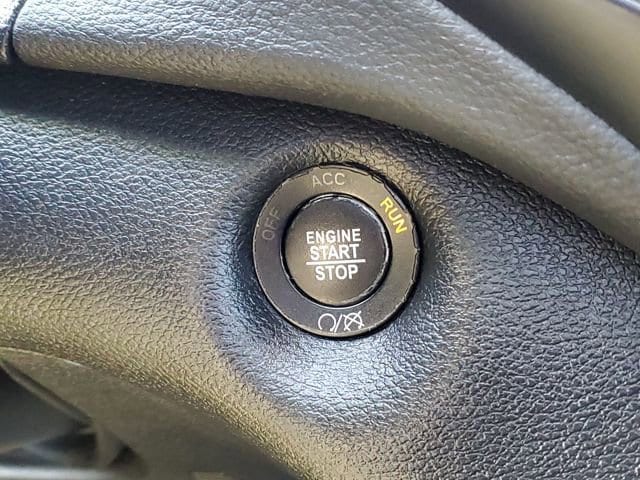 OFF
ACC
RUN
ENGINE
START
STOP